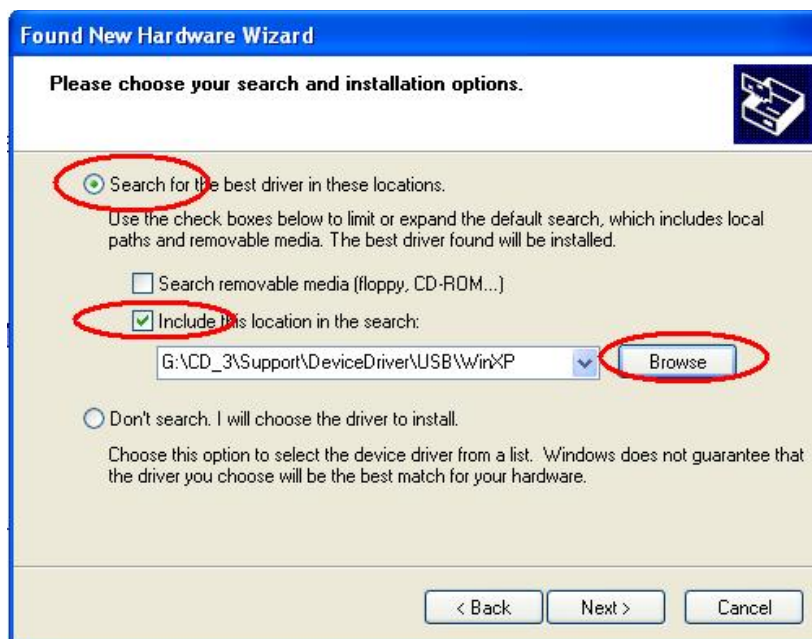 Found New Hardware Wizard
Please choose your search and installation options.
Search for the best driver in these locations.
Use the check boxes below to limit or expand the default search, which includes local
paths and removable media. The best driver found will be installed.
Search removable media (floppy, CD-ROM...)
Include this location in the search:
G:\CD_3\Support\DeviceDriver\USB\WinXP
Browse
Don't search. I will choose the driver to install.
Choose this option to select the device driver from a list. Windows does not guarantee that
the driver you choose will be the best match for your hardware.
< Back Next > Cancel